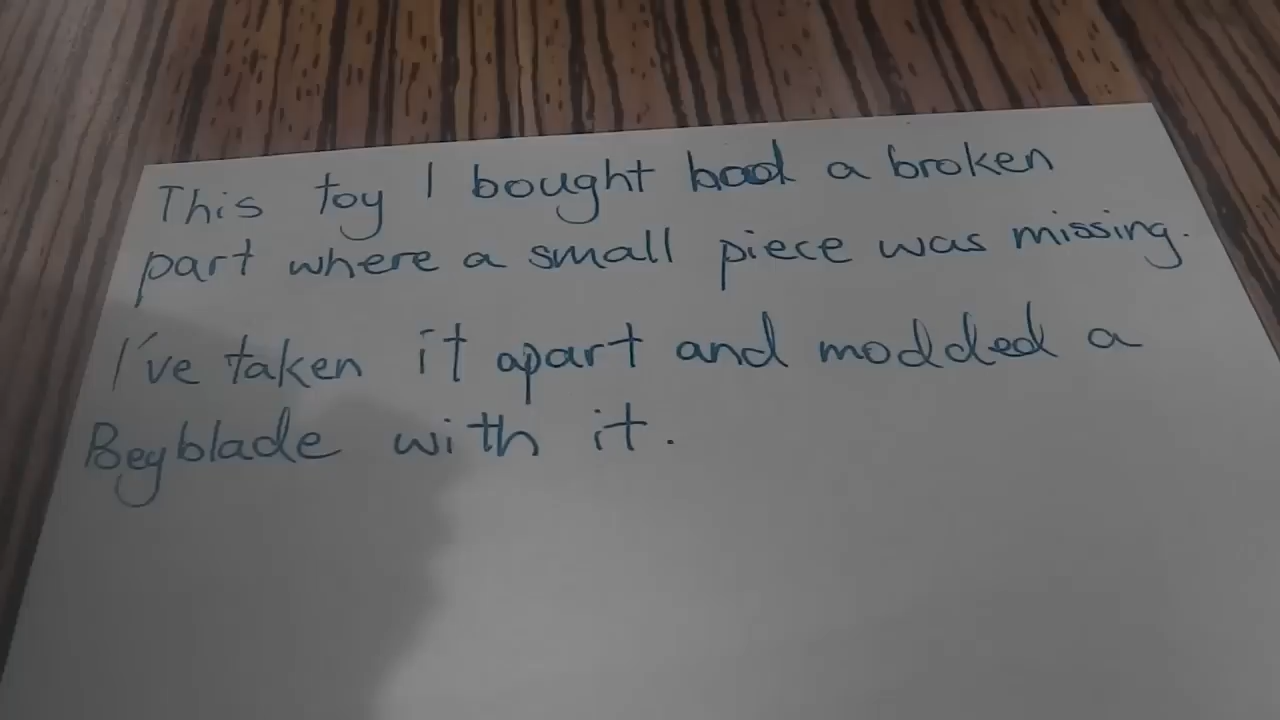 This toy I bought had a broken
part where a small piece was missing.
I've taken it apart and modded a
Beyblade with it.